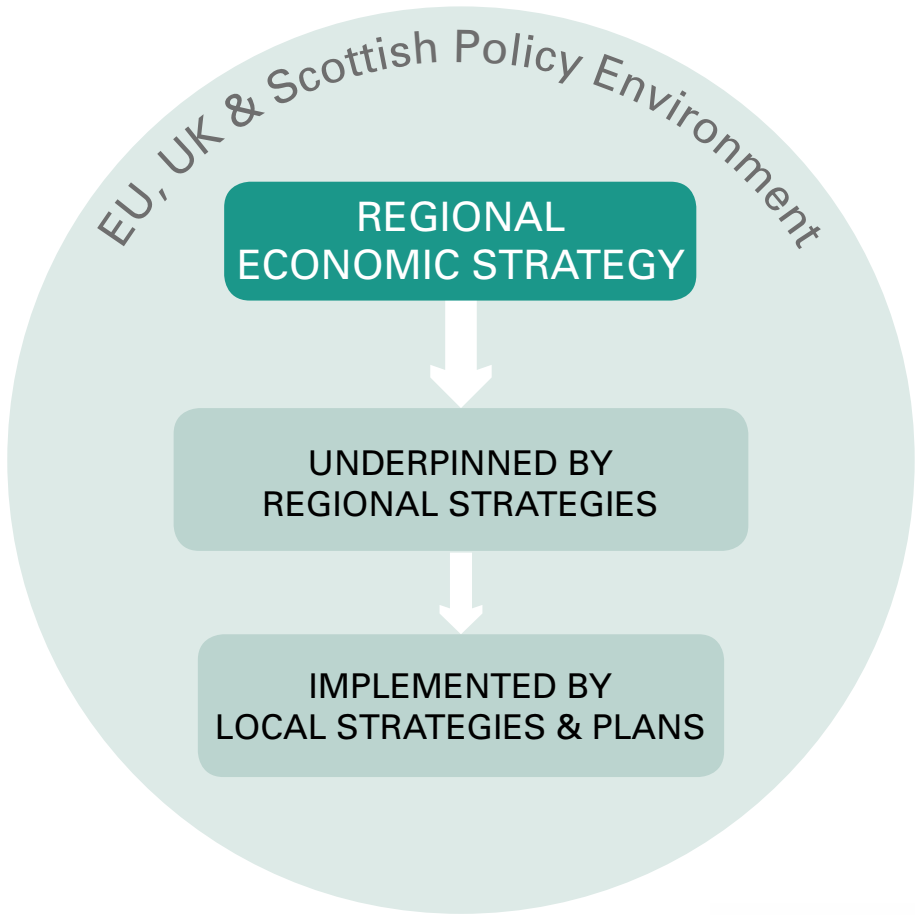 EU, UK & Scottish Policy Environment
REGIONAL
ECONOMIC STRATEGY
UNDERPINNED BY
REGIONAL STRATEGIES
IMPLEMENTED BY
LOCAL STRATEGIES & PLANS